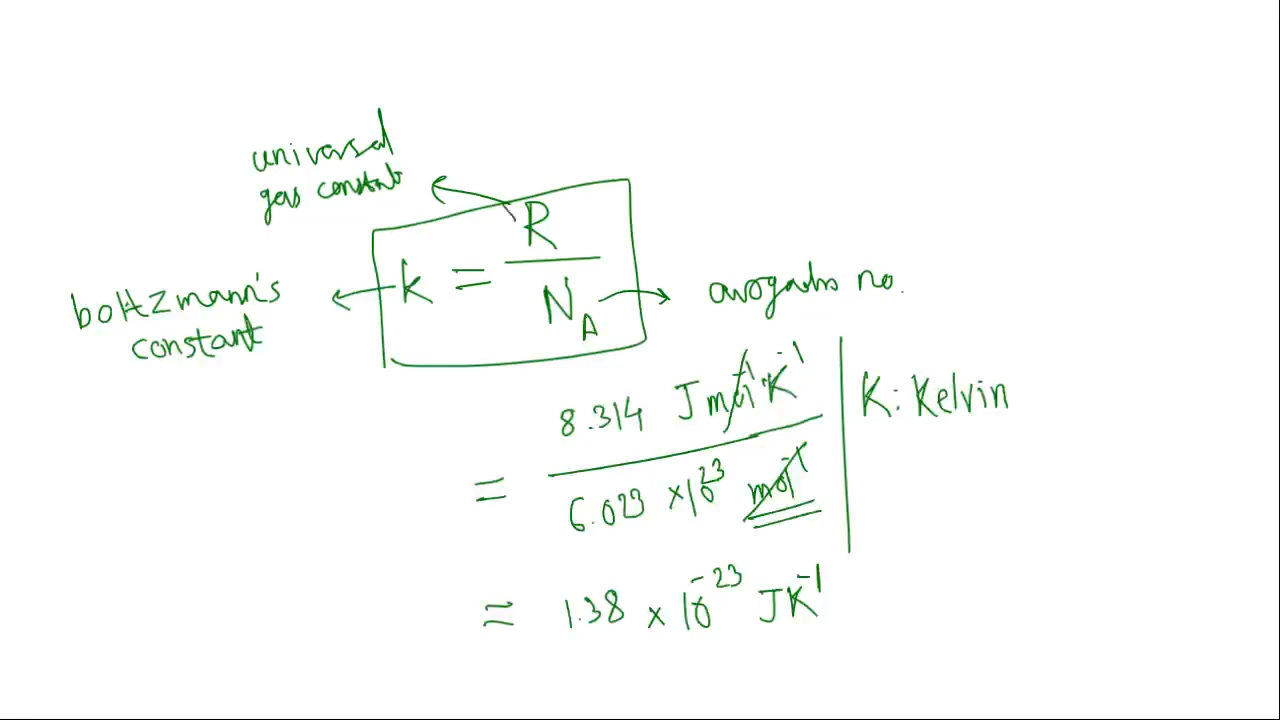 universal
gas constant
k = R / N_A
boltzmann's
constant
avogadro no.
= 8.314 J mol⁻¹ K⁻¹ / 6.023 × 10²³ mol⁻¹
K: Kelvin
= 1.38 × 10⁻²³ JK⁻¹